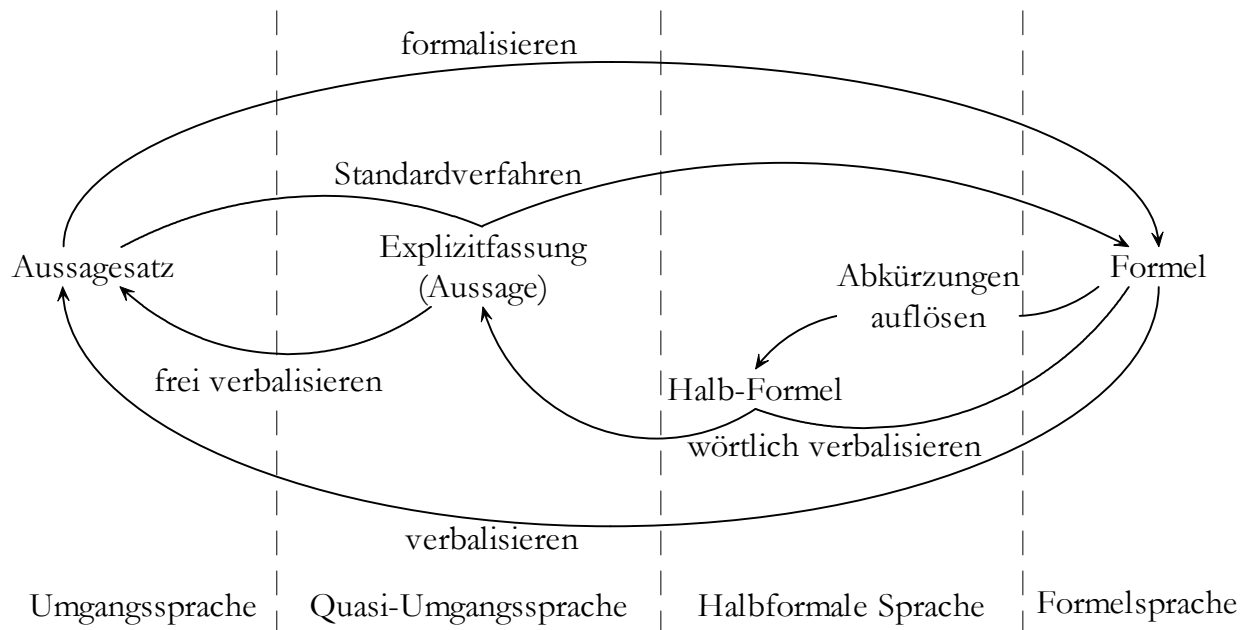 formalisieren
Standardverfahren
Aussagesatz
Explizitfassung
(Aussage)
Abkürzungen
auflösen
Formel
frei verbalisieren
Halb-Formel
wörtlich verbalisieren
verbalisieren
Umgangssprache
Quasi-Umgangssprache
Halbformale Sprache
Formelsprache